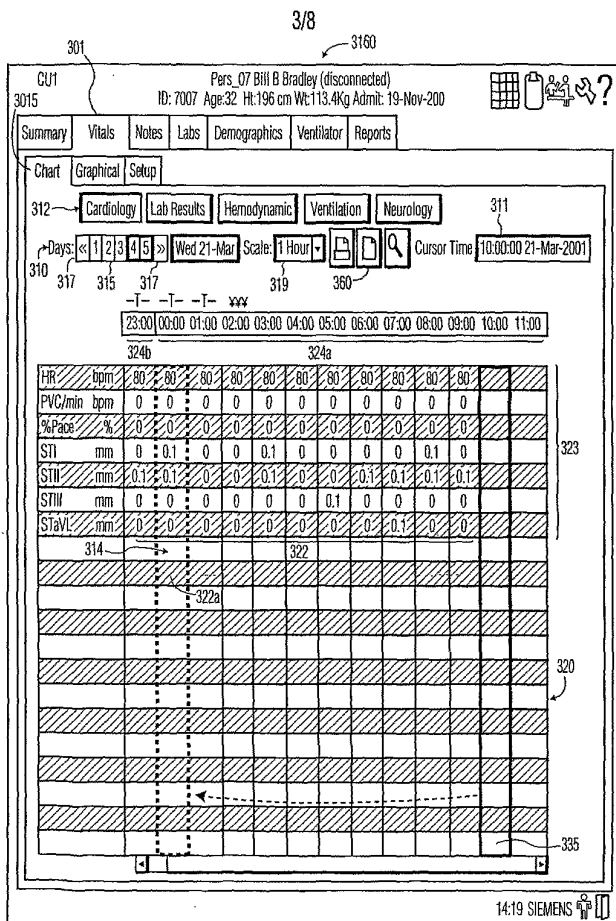 3/8
301
3160
CU1
Pers_07 Bill B Bradley (disconnected)
ID: 7007 Age:32 Ht:196 cm Wt:113.4Kg Admit: 19-Nov-200
?
3015
Summary Vitals Notes Labs Demographics Ventilator Reports
Chart Graphical Setup
312 Cardiology Lab Results Hemodynamic Ventilation Neurology
311
310 Days: « 1 2 3 4 5 » Wed 21-Mar Scale: 1 Hour Cursor Time 10:00:00 21-Mar-2001
317 315 317 319 360
23:00 00:00 01:00 02:00 03:00 04:00 05:00 06:00 07:00 08:00 09:00 10:00 11:00
324b 324a
HR bpm 80 80 80 80 80 80 80 80 80 80 80
PVC/min bpm 0 0 0 0 0 0 0 0 0 0 0
%Pace % 0 0 0 0 0 0 0 0 0 0 0
323
STI mm 0 0.1 0 0 0.1 0 0 0 0 0.1 0
STII mm 0.1 0.1 0 0 0.1 0 0 0.1 0.1 0.1 0.1
STIII mm 0 0 0 0 0 0 0.1 0 0 0 0
STaVL mm 0 0 0 0 0 0 0 0 0.1 0 0
314 322
322a
320
335
14:19 SIEMENS